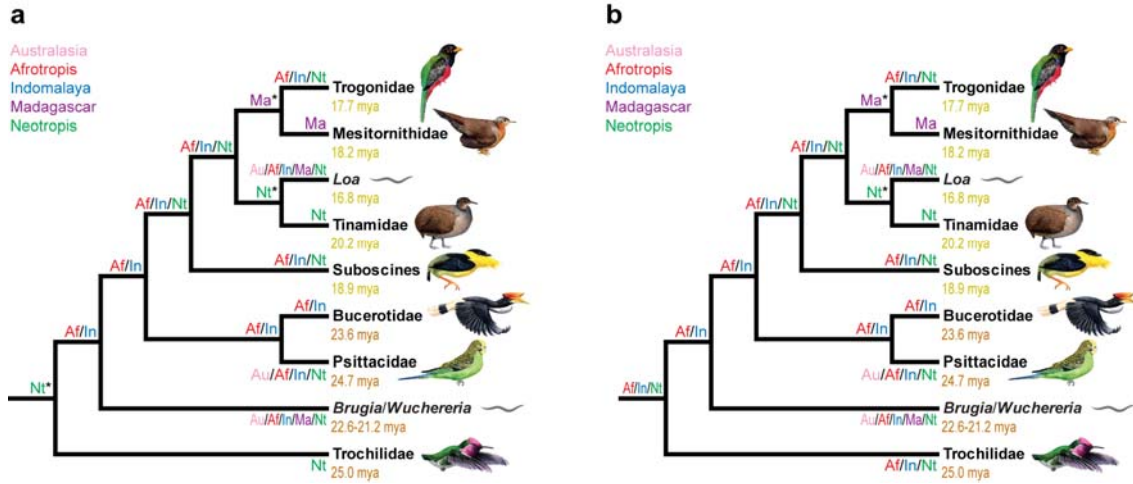 a
Australasia
Afrotropis
Indomalaya
Madagascar
Neotropis
Af/In/Nt
Trogonidae
17.7 mya
Ma*
Ma
Mesitornithidae
18.2 mya
Af/In/Nt
Au/Af/In/Ma/Nt
Loa
16.8 mya
Nt*
Nt
Tinamidae
20.2 mya
Af/In/Nt
Af/In/Nt
Suboscines
18.9 mya
Af/In
Af/In
Bucerotidae
23.6 mya
Af/In
Af/In
Psittacidae
Au/Af/In/Nt
24.7 mya
Nt*
Brugia/Wuchereria
Au/Af/In/Ma/Nt
22.6-21.2 mya
Trochilidae
Nt
25.0 mya
b
Australasia
Afrotropis
Indomalaya
Madagascar
Neotropis
Af/In/Nt
Trogonidae
17.7 mya
Ma*
Ma
Mesitornithidae
18.2 mya
Af/In/Nt
Au/Af/In/Ma/Nt
Loa
16.8 mya
Nt*
Nt
Tinamidae
20.2 mya
Af/In/Nt
Af/In/Nt
Suboscines
18.9 mya
Af/In
Af/In
Bucerotidae
23.6 mya
Af/In
Af/In
Psittacidae
Au/Af/In/Nt
24.7 mya
Af/In/Nt
Brugia/Wuchereria
Au/Af/In/Ma/Nt
22.6-21.2 mya
Trochilidae
Af/In/Nt
25.0 mya